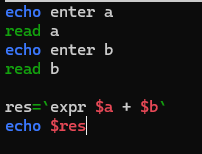 echo enter a
read a
echo enter b
read b
res=`expr $a + $b`
echo $res